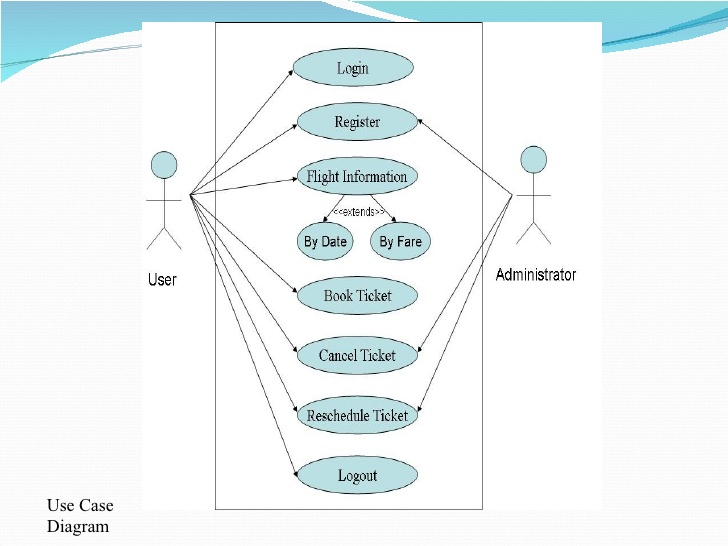 Login
Register
Flight Information
<<extends>>
By Date
By Fare
User
Administrator
Book Ticket
Cancel Ticket
Reschedule Ticket
Logout
Use Case
Diagram